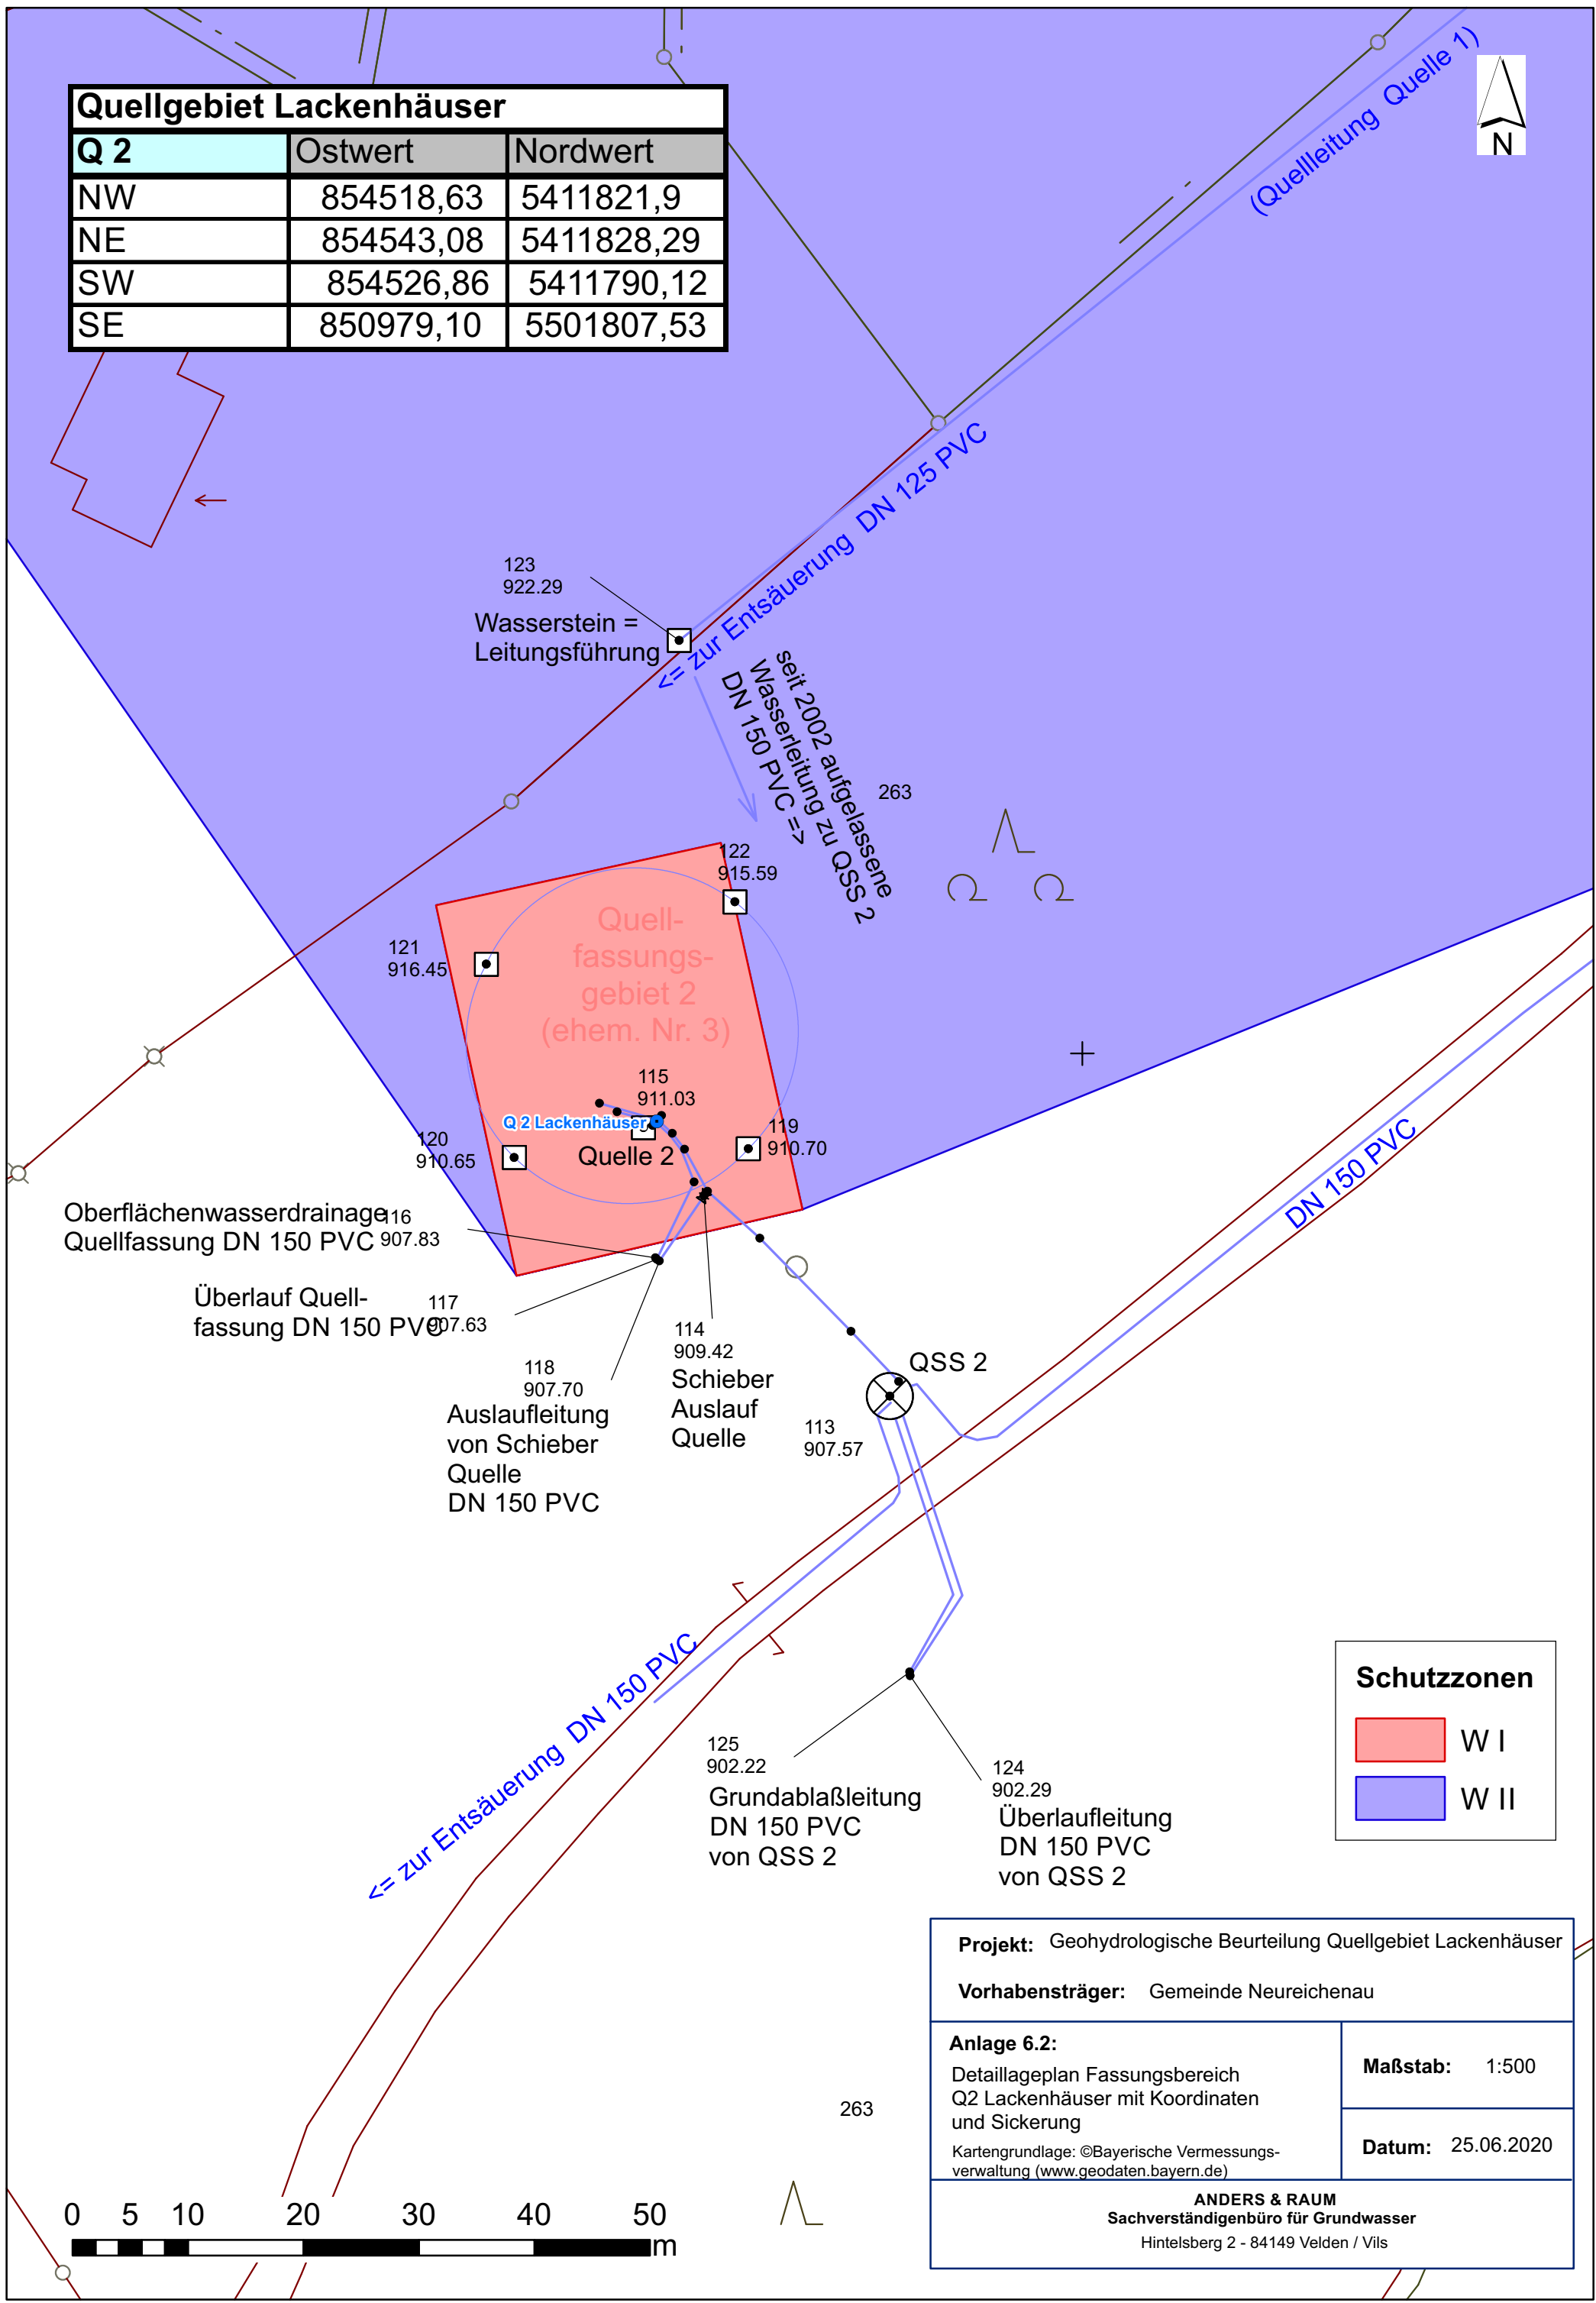 Quellgebiet Lackenhäuser
Q 2 Ostwert Nordwert
NW 854518,63 5411821,9
NE 854543,08 5411828,29
SW 854526,86 5411790,12
SE 850979,10 5501807,53
(Quellleitung Quelle 1)
N
<= zur Entsäuerung DN 125 PVC
123
922.29
Wasserstein =
Leitungsführung
seit 2002 aufgelassene
Wasserleitung zu QSS 2
DN 150 PVC =>
263
122
915.59
Quell-
fassungs-
gebiet 2
(ehem. Nr. 3)
121
916.45
115
911.03
Q 2 Lackenhäuser
Quelle 2
119
910.70
120
910.65
DN 150 PVC
Oberflächenwasserdrainage
Quellfassung DN 150 PVC
116
907.83
Überlauf Quell-
fassung DN 150 PVC
117
907.63
118
907.70
Auslaufleitung
von Schieber
Quelle
DN 150 PVC
114
909.42
Schieber
Auslauf
Quelle
QSS 2
113
907.57
<= zur Entsäuerung DN 150 PVC
125
902.22
Grundablaßleitung
DN 150 PVC
von QSS 2
124
902.29
Überlaufleitung
DN 150 PVC
von QSS 2
Schutzzonen
W I
W II
263
0 5 10 20 30 40 50
m
Projekt: Geohydrologische Beurteilung Quellgebiet Lackenhäuser
Vorhabensträger: Gemeinde Neureichenau
Anlage 6.2:
Detaillageplan Fassungsbereich
Q2 Lackenhäuser mit Koordinaten
und Sickerung
Kartengrundlage: ©Bayerische Vermessungs-
verwaltung (www.geodaten.bayern.de)
Maßstab: 1:500
Datum: 25.06.2020
ANDERS & RAUM
Sachverständigenbüro für Grundwasser
Hintelsberg 2 - 84149 Velden / Vils